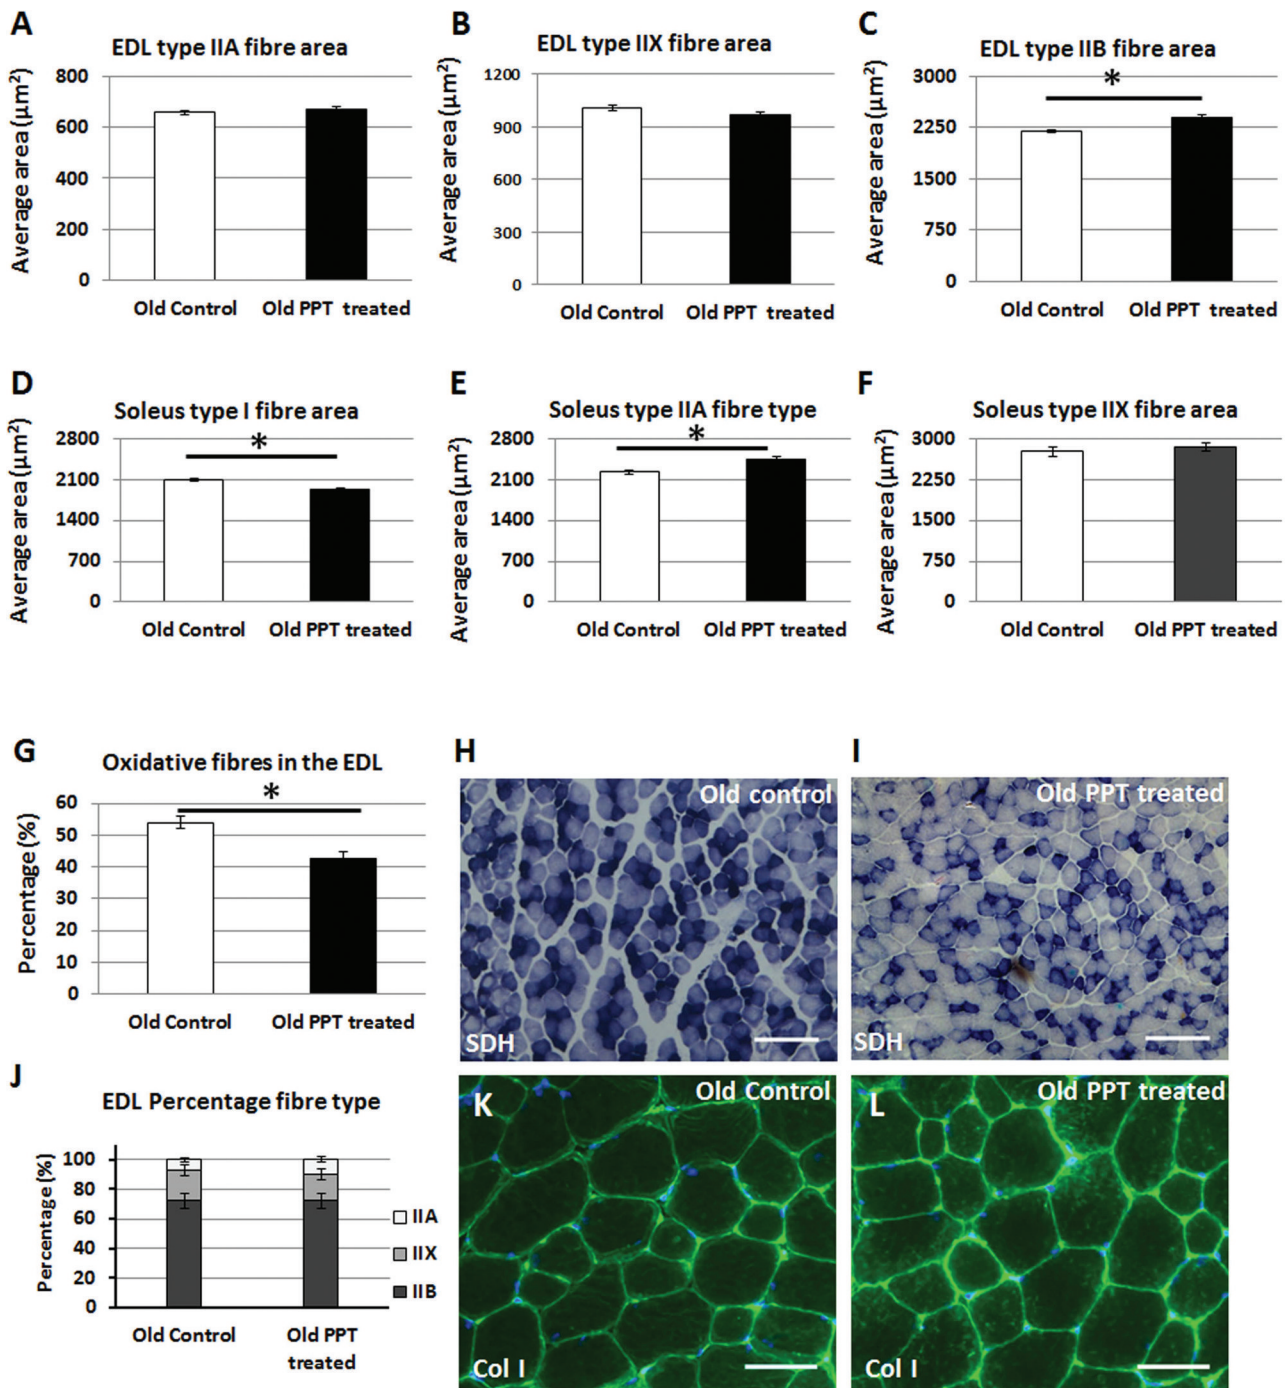 A
EDL type IIA fibre area
Average area (µm²)
800
600
400
200
0
Old Control
Old PPT treated
B
EDL type IIX fibre area
Average area (µm²)
1200
900
600
300
0
Old Control
Old PPT treated
C
EDL type IIB fibre area
Average area (µm²)
3000
2250
1500
750
0
*
Old Control
Old PPT treated
D
Soleus type I fibre area
Average area (µm²)
2800
2100
1400
700
0
*
Old Control
Old PPT treated
E
Soleus type IIA fibre type
Average area (µm²)
2800
2100
1400
700
0
*
Old Control
Old PPT treated
F
Soleus type IIX fibre area
Average area (µm²)
3000
2250
1500
750
0
Old Control
Old PPT treated
G
Oxidative fibres in the EDL
Percentage (%)
60
50
40
30
20
10
0
*
Old Control
Old PPT treated
H
Old control
SDH
I
Old PPT treated
SDH
J
EDL Percentage fibre type
Percentage (%)
100
80
60
40
20
0
IIA
IIX
IIB
Old Control
Old PPT
treated
K
Old Control
Col I
L
Old PPT treated
Col I